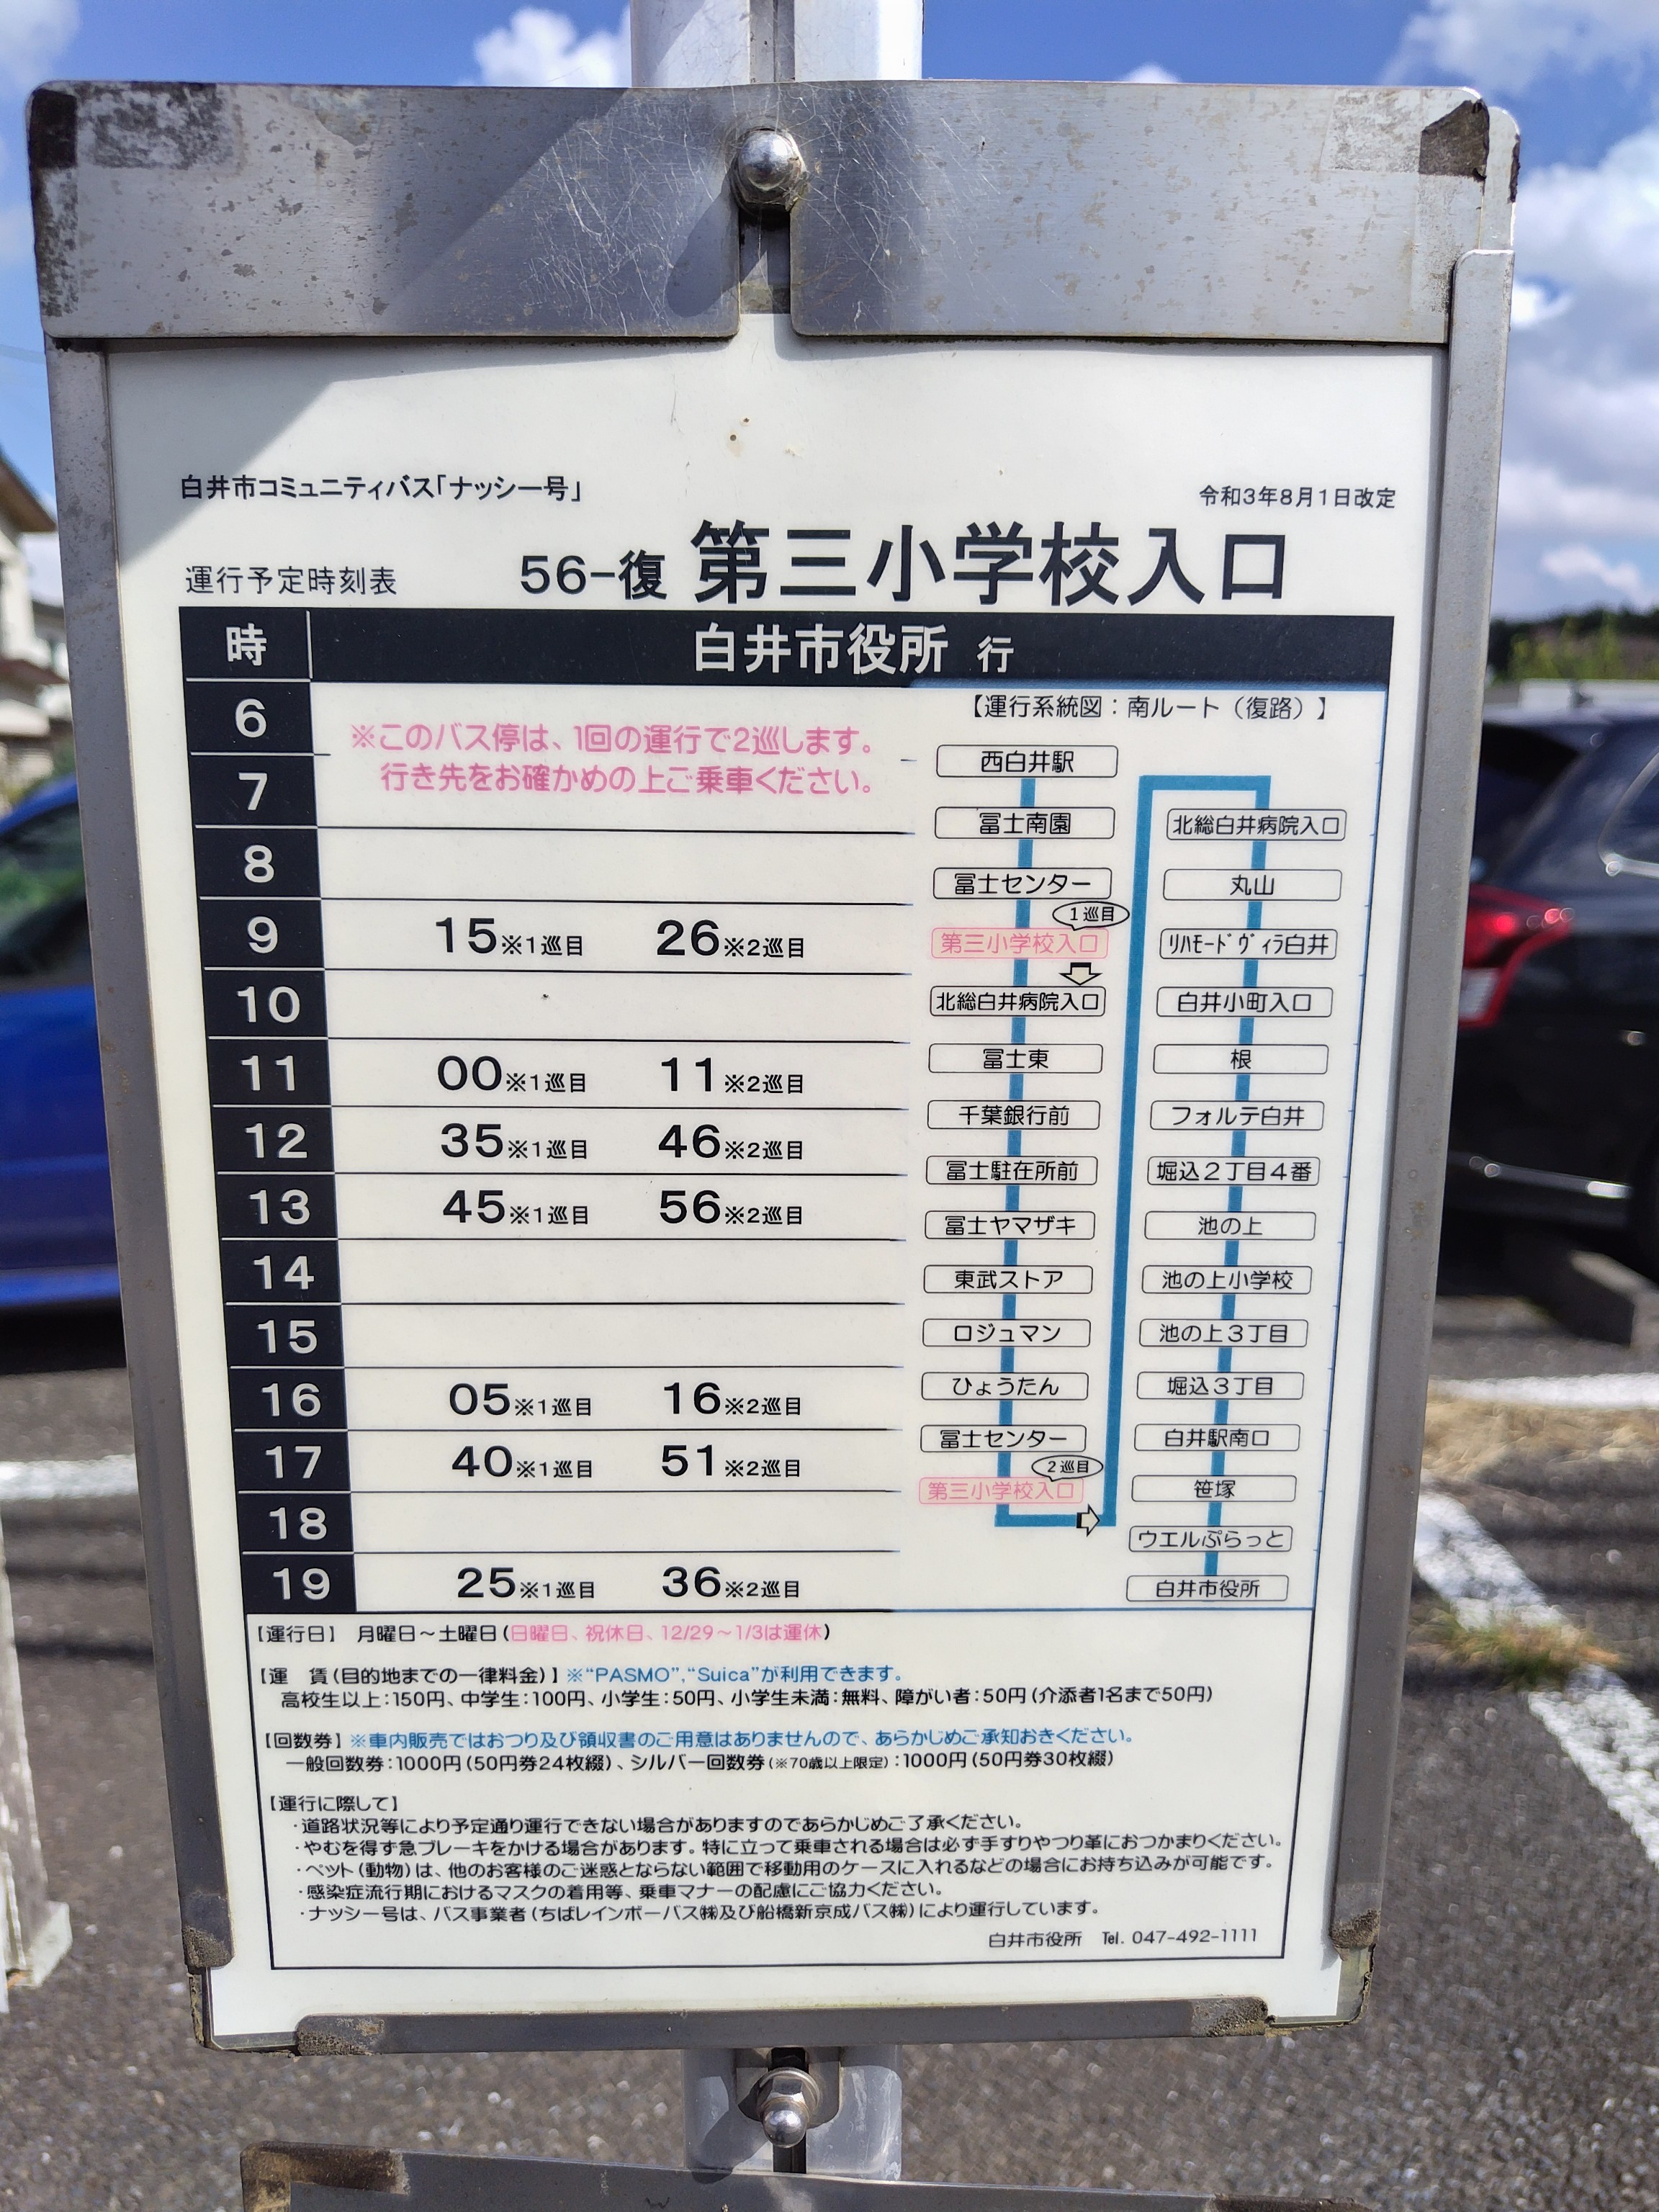 白井市コミュニティバス「ナッシー号」
令和3年8月1日改定
運行予定時刻表 56-復 第三小学校入口
時 白井市役所 行
※このバス停は、1回の運行で2巡します。
行き先をお確かめの上ご乗車ください。
6
7
8
9 15※1巡目 26※2巡目
10
11 00※1巡目 11※2巡目
12 35※1巡目 46※2巡目
13 45※1巡目 56※2巡目
14
15
16 05※1巡目 16※2巡目
17 40※1巡目 51※2巡目
18
19 25※1巡目 36※2巡目
【運行系統図：南ルート（復路）】
西白井駅
冨士南園
冨士センター
1巡目
第三小学校入口
北総白井病院入口
冨士東
千葉銀行前
冨士駐在所前
冨士ヤマザキ
東武ストア
ロジュマン
ひょうたん
冨士センター
2巡目
第三小学校入口
北総白井病院入口
丸山
ﾘﾊﾓｰﾄﾞｳﾞｨﾗ白井
白井小町入口
根
フォルテ白井
堀込２丁目４番
池の上
池の上小学校
池の上３丁目
堀込３丁目
白井駅南口
笹塚
ウエルぷらっと
白井市役所
【運行日】 月曜日～土曜日（日曜日、祝休日、12/29～1/3は運休）
【運 賃（目的地までの一律料金）】※“PASMO”,“Suica”が利用できます。
高校生以上：150円、中学生：100円、小学生：50円、小学生未満：無料、障がい者：50円（介添者1名まで50円）
【回数券】※車内販売ではおつり及び領収書のご用意はありませんので、あらかじめご承知おきください。
一般回数券：1000円（50円券24枚綴）、シルバー回数券（※70歳以上限定）：1000円（50円券30枚綴）
【運行に際して】
・道路状況等により予定通り運行できない場合がありますのであらかじめご了承ください。
・やむを得ず急ブレーキをかける場合があります。特に立って乗車される場合は必ず手すりやつり革におつかまりください。
・ペット（動物）は、他のお客様のご迷惑とならない範囲で移動用のケースに入れるなどの場合にお持ち込みが可能です。
・感染症流行期におけるマスクの着用等、乗車マナーの配慮にご協力ください。
・ナッシー号は、バス事業者（ちばレインボーバス㈱及び船橋新京成バス㈱）により運行しています。
白井市役所 Tel. 047-492-1111